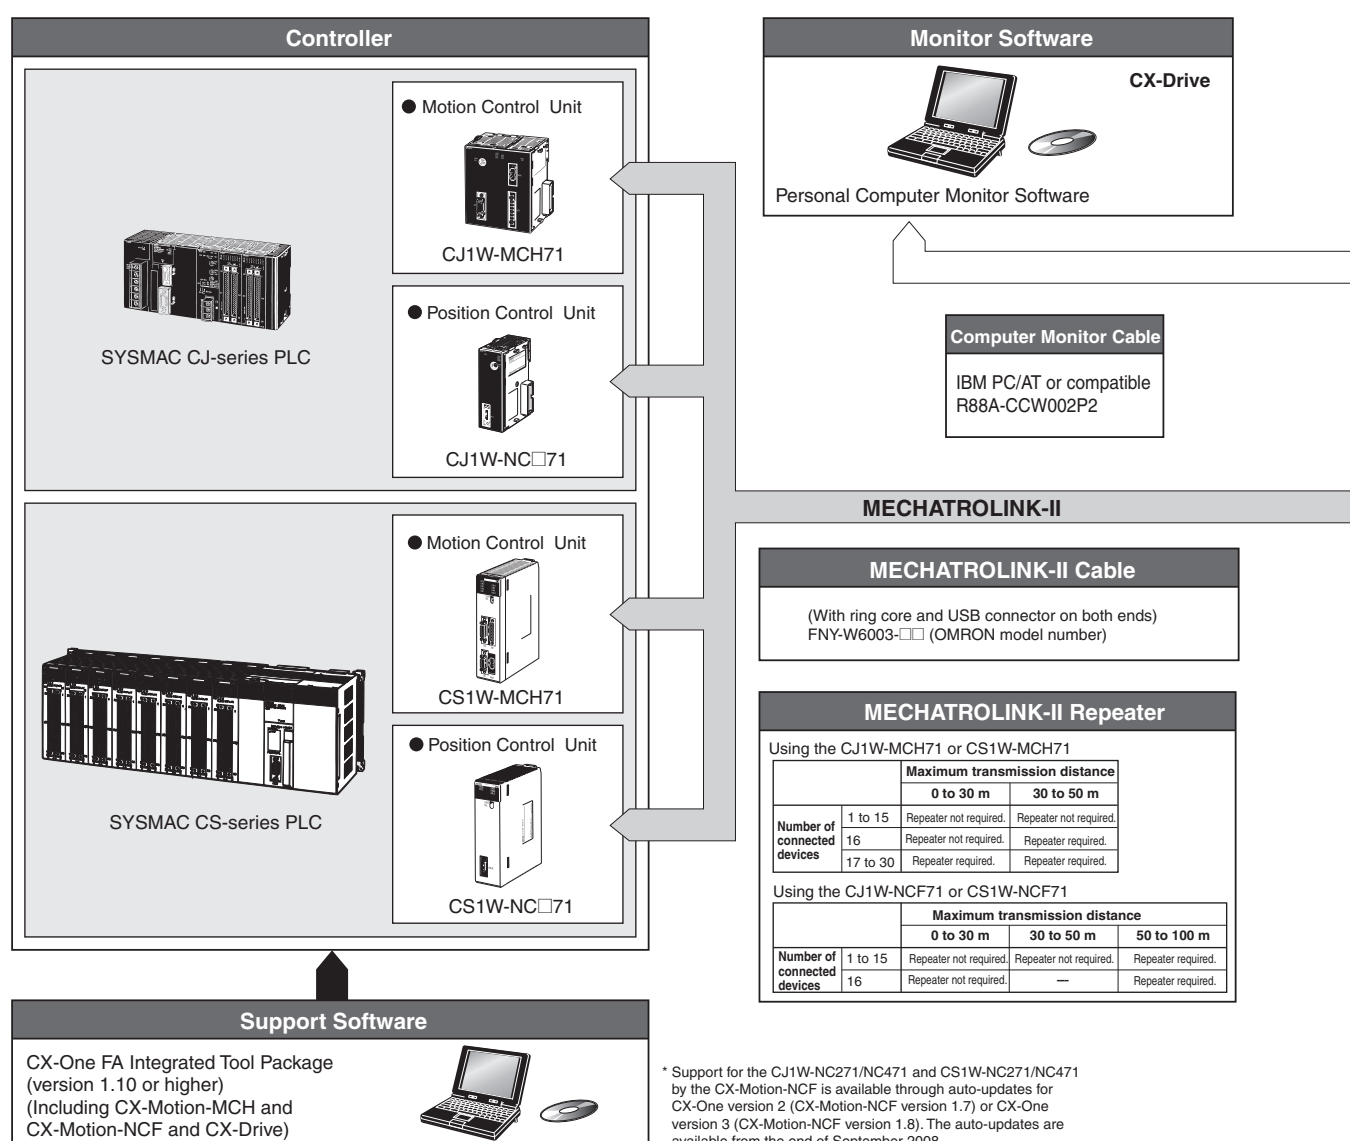 Controller
● Motion Control Unit
CJ1W-MCH71
SYSMAC CJ-series PLC
● Position Control Unit
CJ1W-NC□71
● Motion Control Unit
CS1W-MCH71
SYSMAC CS-series PLC
● Position Control Unit
CS1W-NC□71
Support Software
CX-One FA Integrated Tool Package
(version 1.10 or higher)
(Including CX-Motion-MCH and
CX-Motion-NCF and CX-Drive)
Monitor Software
CX-Drive
Personal Computer Monitor Software
Computer Monitor Cable
IBM PC/AT or compatible
R88A-CCW002P2
MECHATROLINK-II
MECHATROLINK-II Cable
(With ring core and USB connector on both ends)
FNY-W6003-□□ (OMRON model number)
MECHATROLINK-II Repeater
Using the CJ1W-MCH71 or CS1W-MCH71
Maximum transmission distance
0 to 30 m 30 to 50 m
Number of connected devices
1 to 15 Repeater not required. Repeater not required.
16 Repeater not required. Repeater required.
17 to 30 Repeater required. Repeater required.
Using the CJ1W-NCF71 or CS1W-NCF71
Maximum transmission distance
0 to 30 m 30 to 50 m 50 to 100 m
Number of connected devices
1 to 15 Repeater not required. Repeater not required. Repeater required.
16 Repeater not required. — Repeater required.
* Support for the CJ1W-NC271/NC471 and CS1W-NC271/NC471
by the CX-Motion-NCF is available through auto-updates for
CX-One version 2 (CX-Motion-NCF version 1.7) or CX-One
version 3 (CX-Motion-NCF version 1.8). The auto-updates are
available from the end of September 2008.